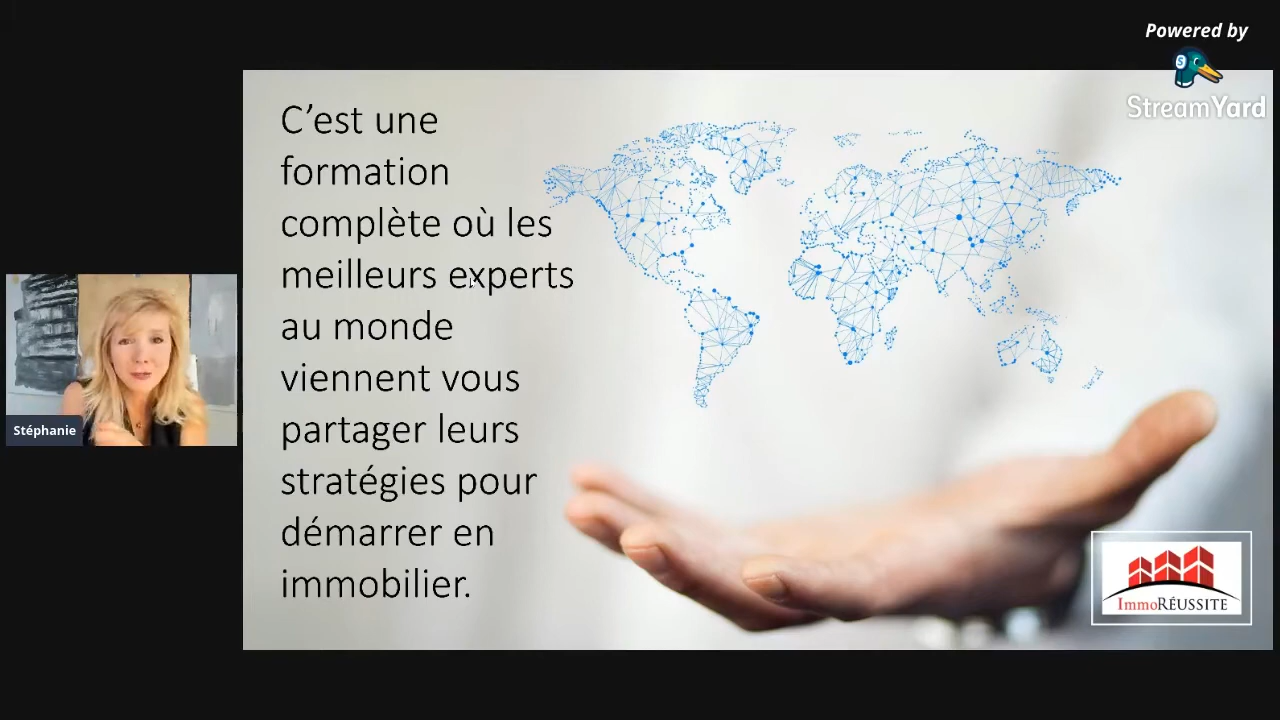 Powered by
StreamYard
C’est une
formation
complète où les
meilleurs experts
au monde
viennent vous
partager leurs
stratégies pour
démarrer en
immobilier.
Stéphanie
ImmoRÉUSSITE